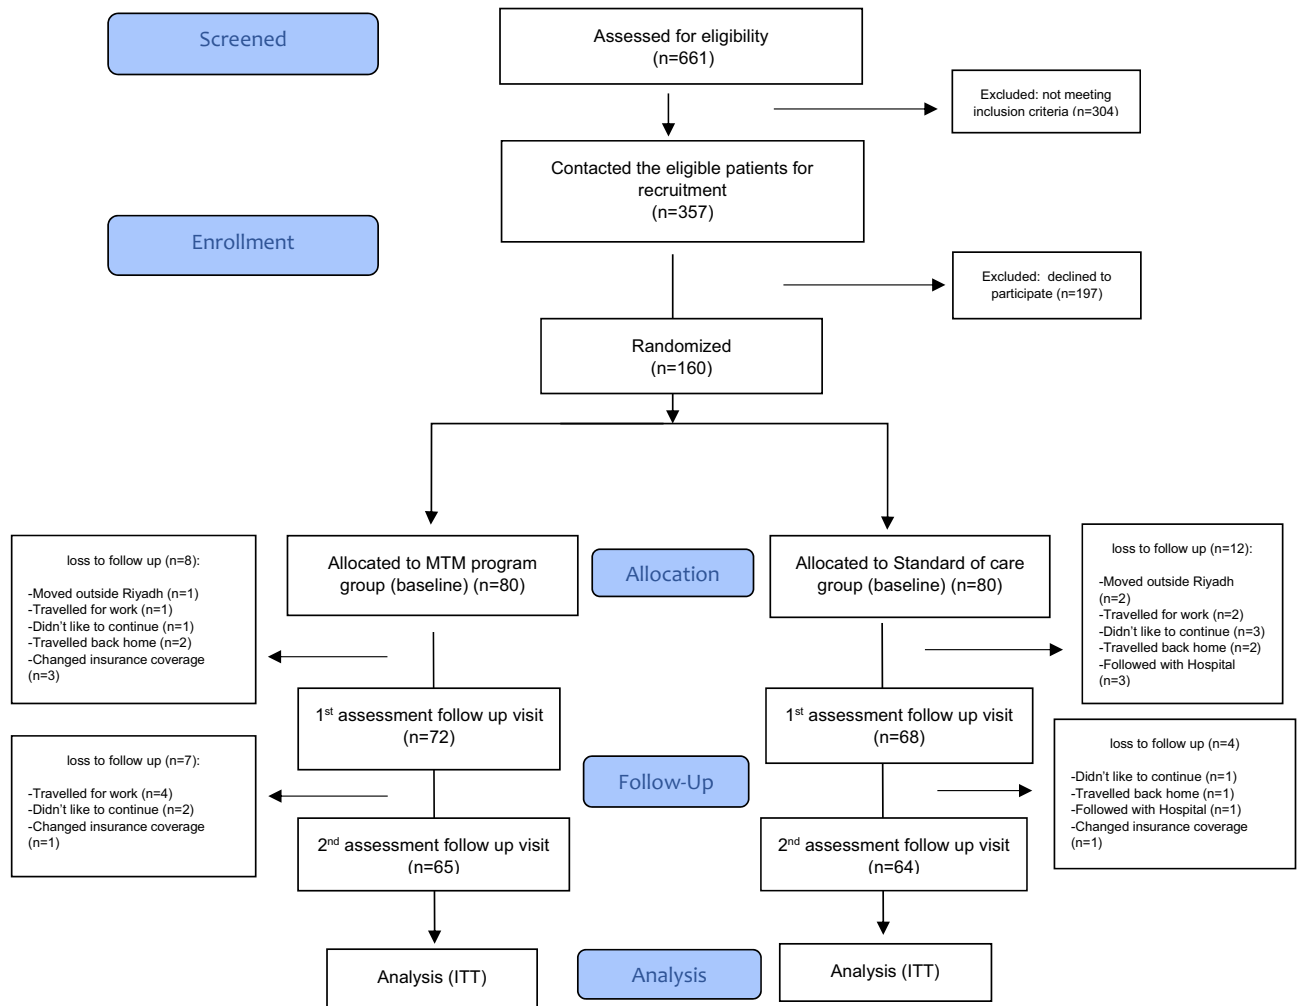 Screened
Assessed for eligibility
(n=661)
Excluded: not meeting
inclusion criteria (n=304)
Contacted the eligible patients for
recruitment
(n=357)
Enrollment
Excluded: declined to
participate (n=197)
Randomized
(n=160)
loss to follow up (n=8):
-Moved outside Riyadh (n=1)
-Travelled for work (n=1)
-Didn’t like to continue (n=1)
-Travelled back home (n=2)
-Changed insurance coverage
(n=3)
Allocated to MTM program
group (baseline) (n=80)
Allocation
Allocated to Standard of care
group (baseline) (n=80)
loss to follow up (n=12):
-Moved outside Riyadh
(n=2)
-Travelled for work (n=2)
-Didn’t like to continue (n=3)
-Travelled back home (n=2)
-Followed with Hospital
(n=3)
1st assessment follow up visit
(n=72)
1st assessment follow up visit
(n=68)
loss to follow up (n=7):
-Travelled for work (n=4)
-Didn’t like to continue (n=2)
-Changed insurance coverage
(n=1)
Follow-Up
loss to follow up (n=4)
-Didn’t like to continue (n=1)
-Travelled back home (n=1)
-Followed with Hospital (n=1)
-Changed insurance coverage
(n=1)
2nd assessment follow up visit
(n=65)
2nd assessment follow up visit
(n=64)
Analysis (ITT)
Analysis
Analysis (ITT)